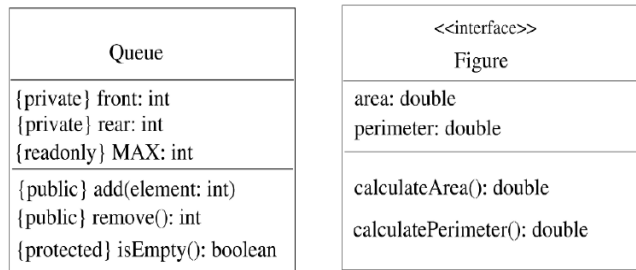 Queue
{private} front: int
{private} rear: int
{readonly} MAX: int
{public} add(element: int)
{public} remove(): int
{protected} isEmpty(): boolean
<<interface>>
Figure
area: double
perimeter: double
calculateArea(): double
calculatePerimeter(): double